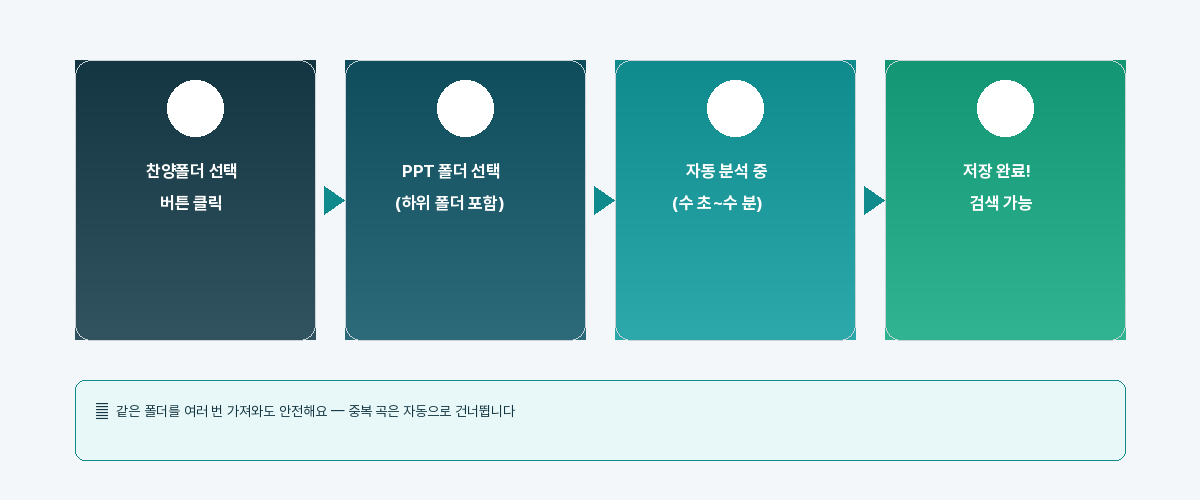 찬양폴더 선택
버튼 클릭
PPT 폴더 선택
(하위 폴더 포함)
자동 분석 중
(수 초~수 분)
저장 완료!
검색 가능
같은 폴더를 여러 번 가져와도 안전해요 — 중복 곡은 자동으로 건너뜁니다